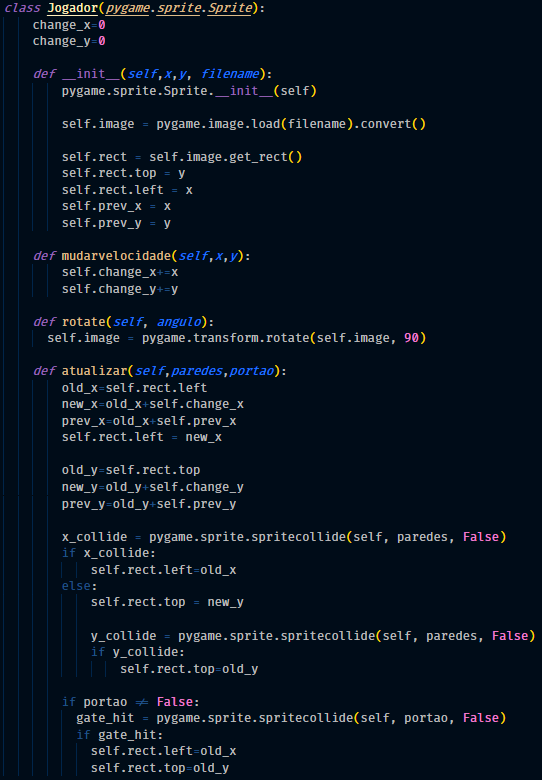 class Jogador(pygame.sprite.Sprite):
    change_x=0
    change_y=0

    def __init__(self,x,y, filename):
        pygame.sprite.Sprite.__init__(self)

        self.image = pygame.image.load(filename).convert()

        self.rect = self.image.get_rect()
        self.rect.top = y
        self.rect.left = x
        self.prev_x = x
        self.prev_y = y

    def mudarvelocidade(self,x,y):
        self.change_x+=x
        self.change_y+=y

    def rotate(self, angulo):
      self.image = pygame.transform.rotate(self.image, 90)

    def atualizar(self,paredes,portao):
        old_x=self.rect.left
        new_x=old_x+self.change_x
        prev_x=old_x+self.prev_x
        self.rect.left = new_x

        old_y=self.rect.top
        new_y=old_y+self.change_y
        prev_y=old_y+self.prev_y

        x_collide = pygame.sprite.spritecollide(self, paredes, False)
        if x_collide:
            self.rect.left=old_x
        else:
            self.rect.top = new_y

            y_collide = pygame.sprite.spritecollide(self, paredes, False)
            if y_collide:
                self.rect.top=old_y

        if portao ≠ False:
          gate_hit = pygame.sprite.spritecollide(self, portao, False)
          if gate_hit:
            self.rect.left=old_x
            self.rect.top=old_y